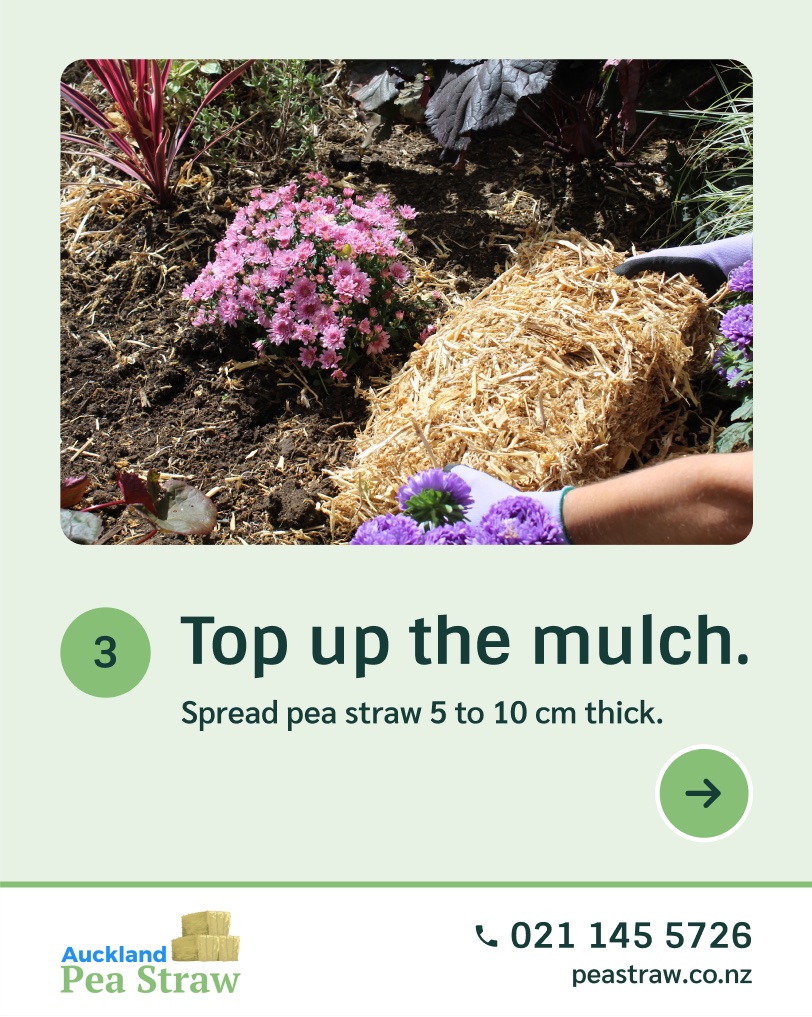 3
Top up the mulch.
Spread pea straw 5 to 10 cm thick.
Auckland
Pea Straw
021 145 5726
peastraw.co.nz